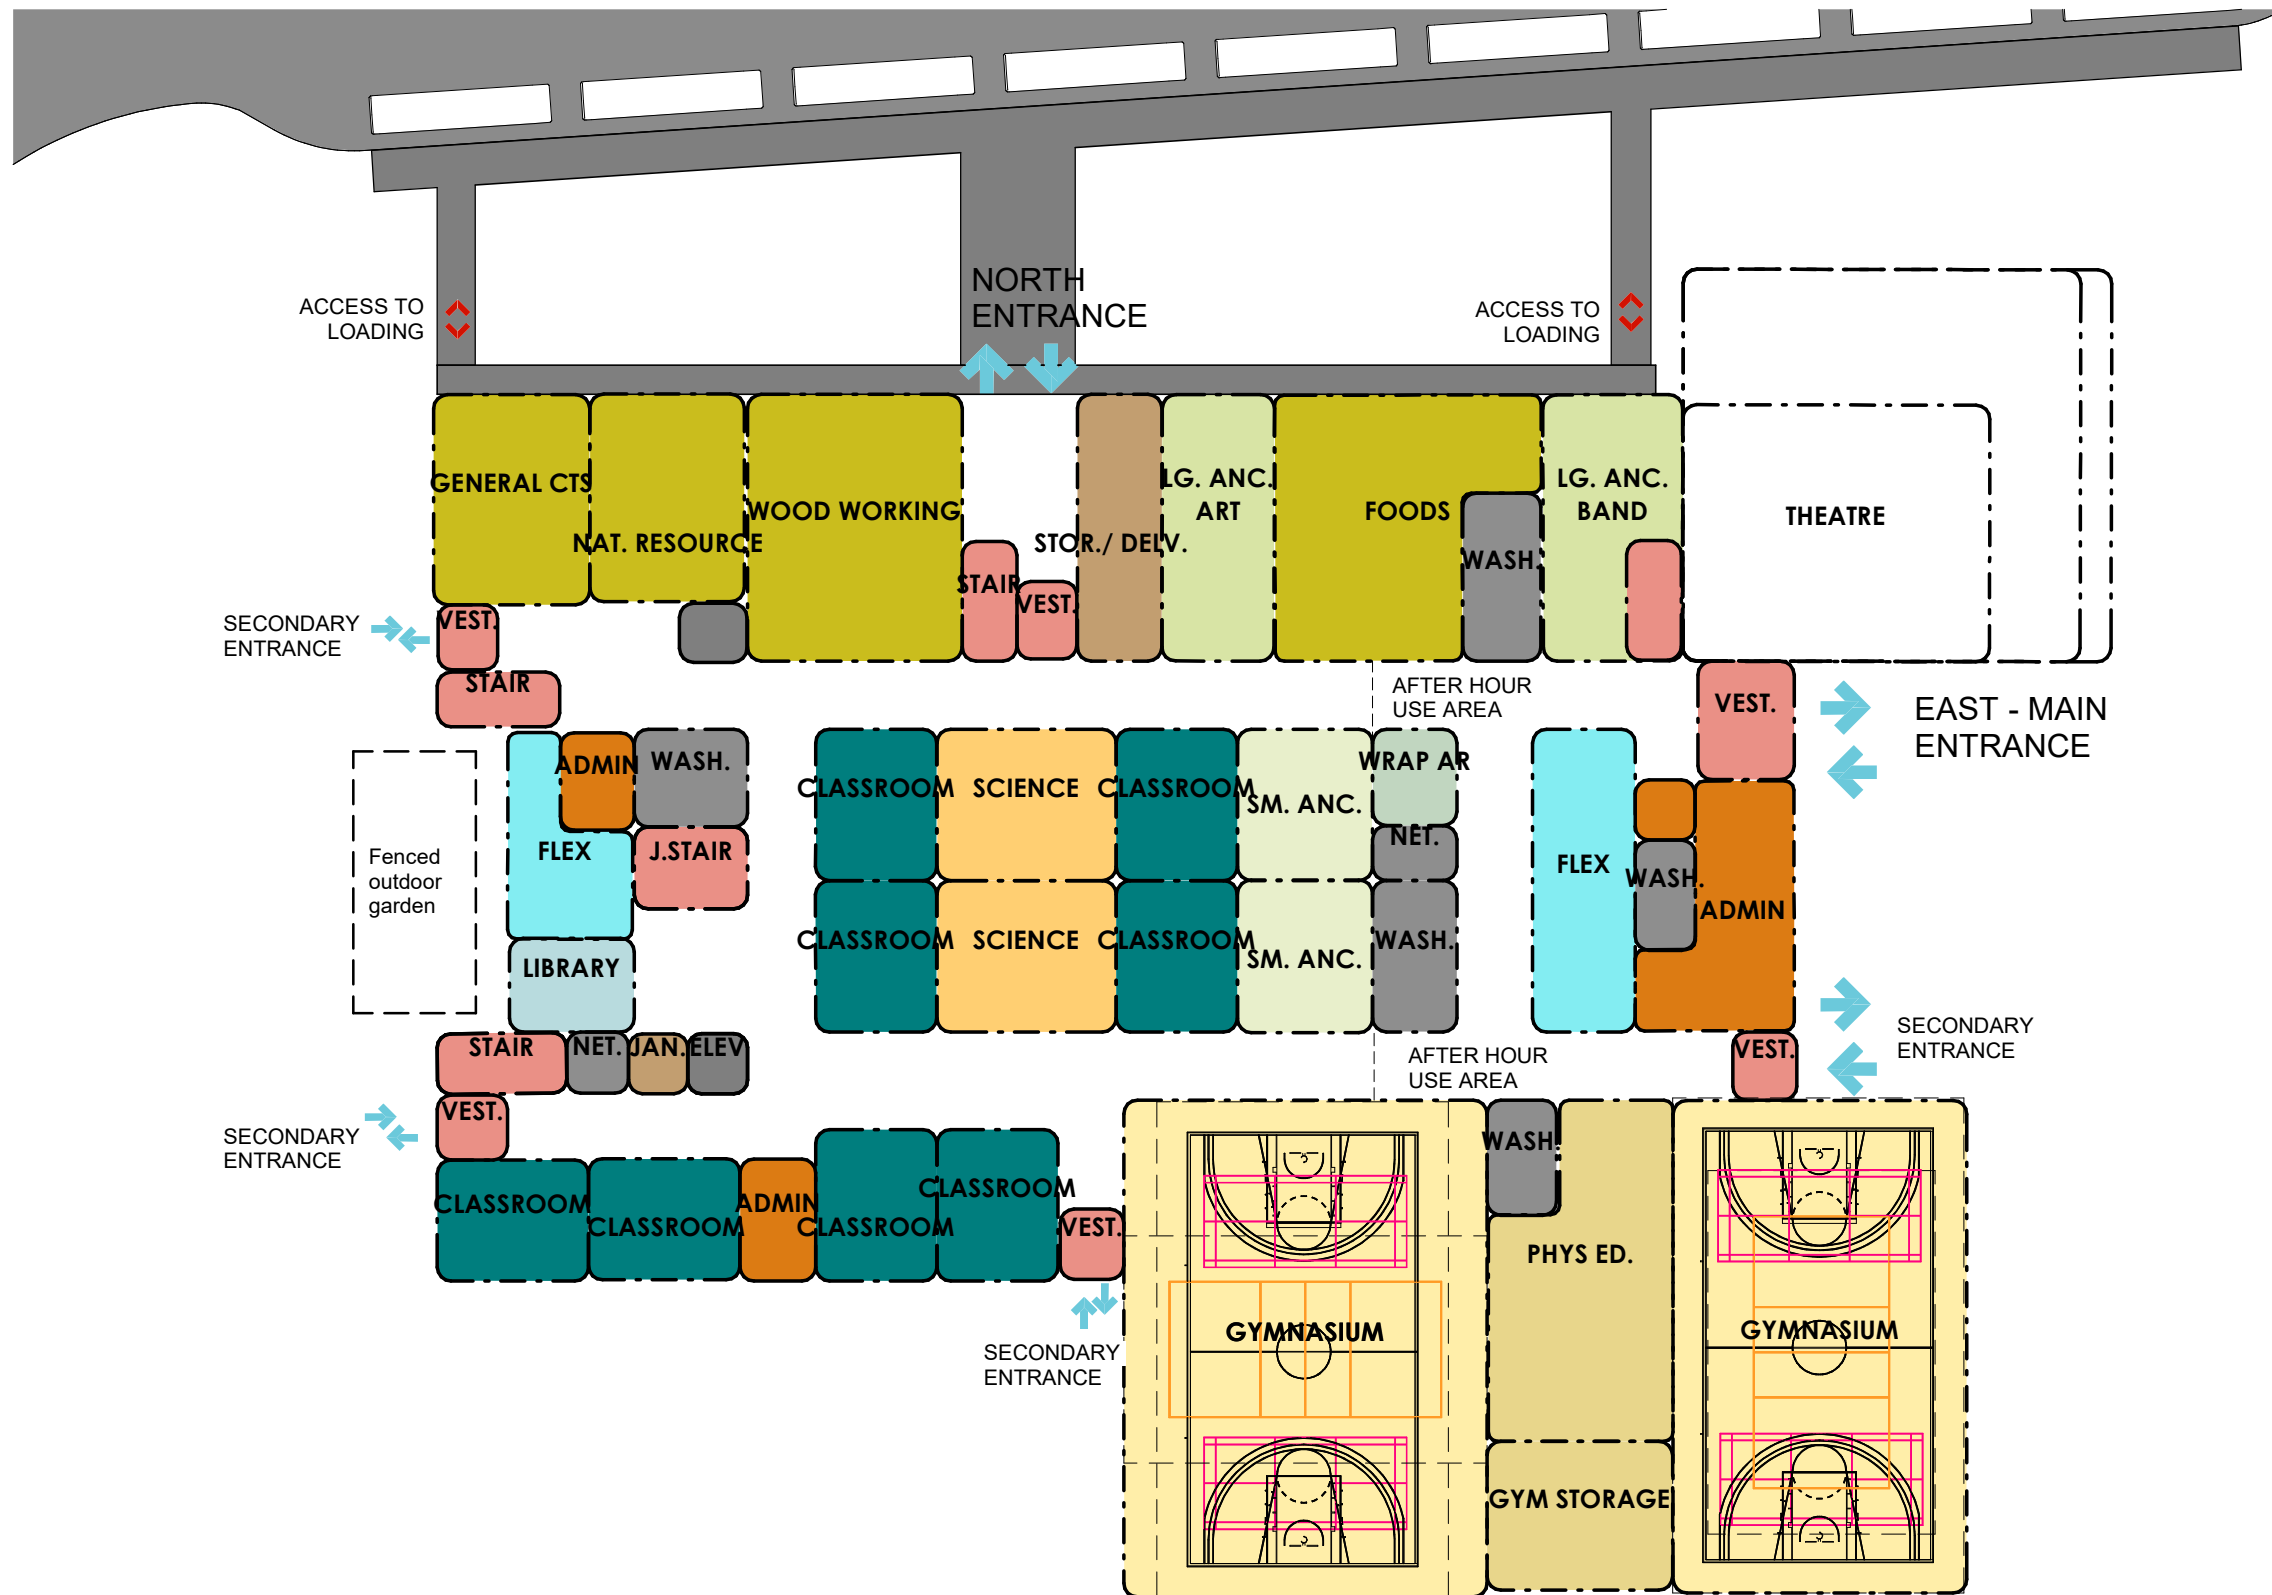 NORTH
ENTRANCE
ACCESS TO
LOADING
ACCESS TO
LOADING
GENERAL CTS
NAT. RESOURCE
WOOD WORKING
STAIR
VEST.
STOR./ DELV.
LG. ANC.
ART
FOODS
WASH.
LG. ANC.
BAND
THEATRE
SECONDARY
ENTRANCE
VEST.
STAIR
AFTER HOUR
USE AREA
VEST.
EAST - MAIN
ENTRANCE
Fenced
outdoor
garden
ADMIN
WASH.
FLEX
J.STAIR
LIBRARY
CLASSROOM
SCIENCE
CLASSROOM
SM. ANC.
WRAP AR
NET.
CLASSROOM
SCIENCE
CLASSROOM
SM. ANC.
WASH.
FLEX
WASH.
ADMIN
STAIR
NET.
JAN.
ELEV
AFTER HOUR
USE AREA
VEST.
SECONDARY
ENTRANCE
SECONDARY
ENTRANCE
VEST.
CLASSROOM
CLASSROOM
ADMIN
CLASSROOM
CLASSROOM
VEST.
SECONDARY
ENTRANCE
WASH.
PHYS ED.
GYMNASIUM
GYMNASIUM
GYM STORAGE